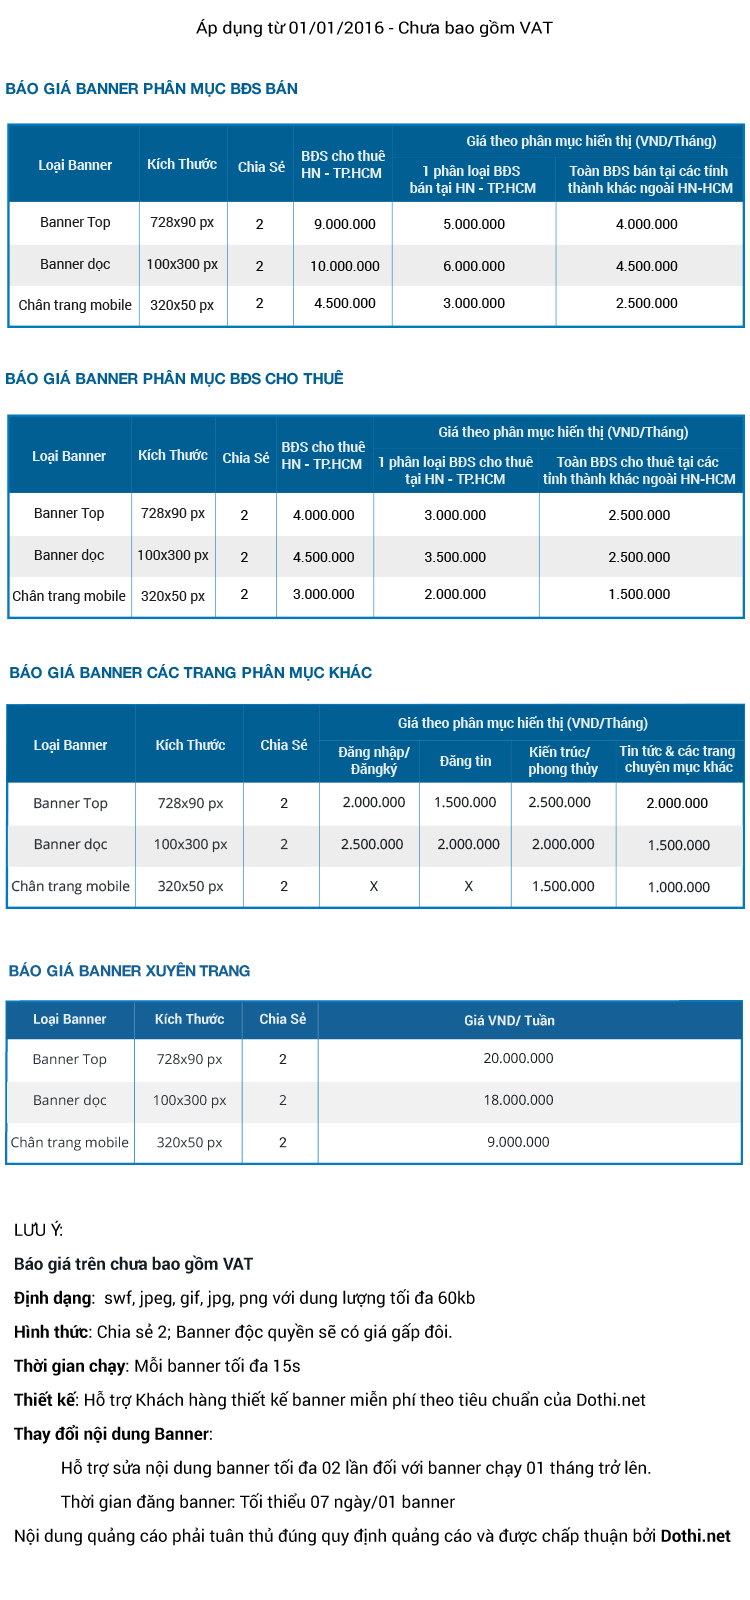 Áp dụng từ 01/01/2016 - Chưa bao gồm VAT
BÁO GIÁ BANNER PHÂN MỤC BĐS BÁN
Loại Banner Kích Thước Chia Sẻ BĐS cho thuê HN - TP.HCM Giá theo phân mục hiển thị (VND/Tháng)
1 phân loại BĐS bán tại HN - TP.HCM Toàn BĐS bán tại các tỉnh thành khác ngoài HN-HCM
Banner Top 728x90 px 2 9.000.000 5.000.000 4.000.000
Banner dọc 100x300 px 2 10.000.000 6.000.000 4.500.000
Chân trang mobile 320x50 px 2 4.500.000 3.000.000 2.500.000
BÁO GIÁ BANNER PHÂN MỤC BĐS CHO THUÊ
Loại Banner Kích Thước Chia Sẻ BĐS cho thuê HN - TP.HCM Giá theo phân mục hiển thị (VND/Tháng)
1 phân loại BĐS cho thuê tại HN - TP.HCM Toàn BĐS cho thuê tại các tỉnh thành khác ngoài HN-HCM
Banner Top 728x90 px 2 4.000.000 3.000.000 2.500.000
Banner dọc 100x300 px 2 4.500.000 3.500.000 2.500.000
Chân trang mobile 320x50 px 2 3.000.000 2.000.000 1.500.000
BÁO GIÁ BANNER CÁC TRANG PHÂN MỤC KHÁC
Loại Banner Kích Thước Chia Sẻ Giá theo phân mục hiển thị (VND/Tháng)
Đăng nhập/ Đăngký Đăng tin Kiến trúc/ phong thủy Tin tức & các trang chuyên mục khác
Banner Top 728x90 px 2 2.000.000 1.500.000 2.500.000 2.000.000
Banner dọc 100x300 px 2 2.500.000 2.000.000 2.000.000 1.500.000
Chân trang mobile 320x50 px 2 X X 1.500.000 1.000.000
BÁO GIÁ BANNER XUYÊN TRANG
Loại Banner Kích Thước Chia Sẻ Giá VND/ Tuần
Banner Top 728x90 px 2 20.000.000
Banner dọc 100x300 px 2 18.000.000
Chân trang mobile 320x50 px 2 9.000.000
LƯU Ý:
Báo giá trên chưa bao gồm VAT
Định dạng: swf, jpeg, gif, jpg, png với dung lượng tối đa 60kb
Hình thức: Chia sẻ 2; Banner độc quyền sẽ có giá gấp đôi.
Thời gian chạy: Mỗi banner tối đa 15s
Thiết kế: Hỗ trợ Khách hàng thiết kế banner miễn phí theo tiêu chuẩn của Dothi.net
Thay đổi nội dung Banner:
Hỗ trợ sửa nội dung banner tối đa 02 lần đối với banner chạy 01 tháng trở lên.
Thời gian đăng banner: Tối thiểu 07 ngày/01 banner
Nội dung quảng cáo phải tuân thủ đúng quy định quảng cáo và được chấp thuận bởi Dothi.net